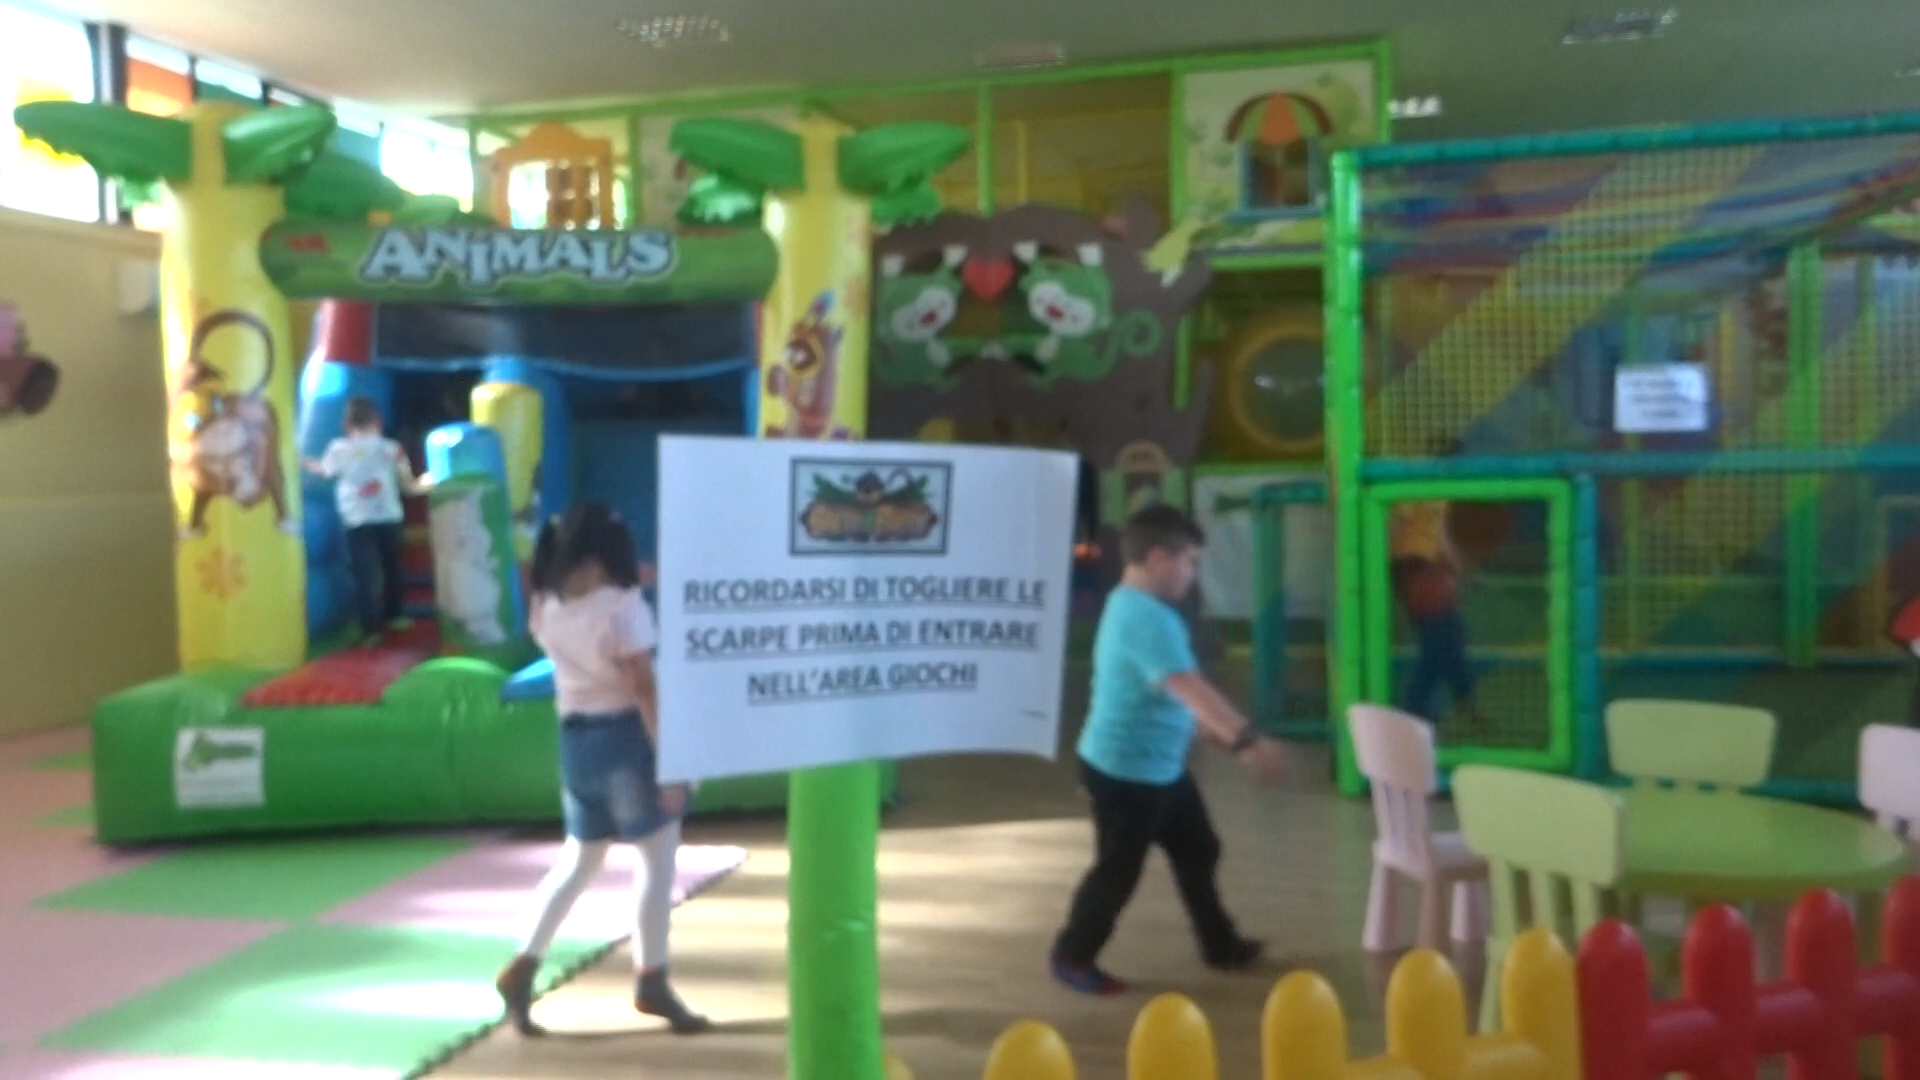 ANIMALS
RICORDARSI DI TOGLIERE LE
SCARPE PRIMA DI ENTRARE
NELL'AREA GIOCHI